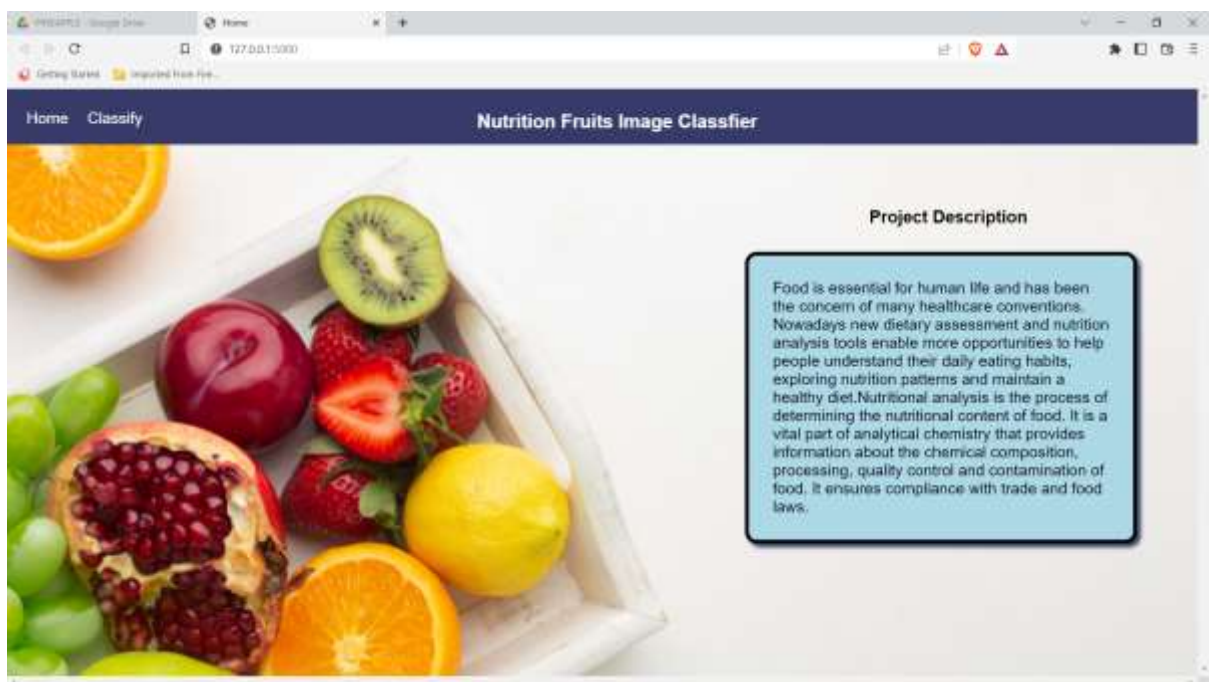 Home
127.0.0.1:5000
Getting Started
Home Classify
Nutrition Fruits Image Classfier
Project Description
Food is essential for human life and has been
the concern of many healthcare conventions.
Nowadays new dietary assessment and nutrition
analysis tools enable more opportunities to help
people understand their daily eating habits,
exploring nutrition patterns and maintain a
healthy diet.Nutritional analysis is the process of
determining the nutritional content of food. It is a
vital part of analytical chemistry that provides
information about the chemical composition,
processing, quality control and contamination of
food. It ensures compliance with trade and food
laws.